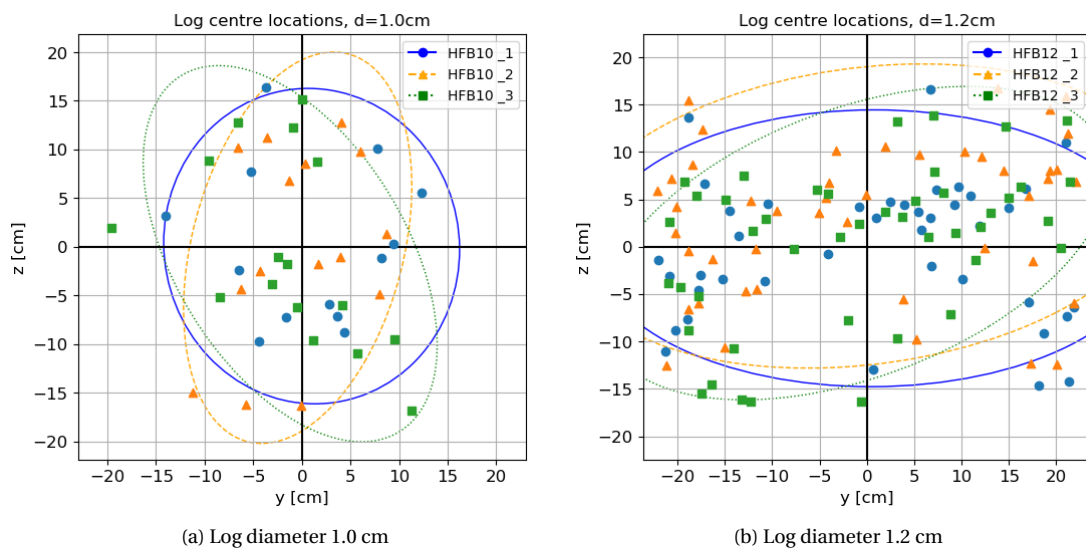 Log centre locations, d=1.0cm
HFB10 _1
HFB10 _2
HFB10 _3
20
15
10
5
0
−5
−10
−15
−20
z [cm]
−20 −15 −10 −5 0 5 10 15 20
y [cm]
(a) Log diameter 1.0 cm
Log centre locations, d=1.2cm
HFB12 _1
HFB12 _2
HFB12 _3
20
15
10
5
0
−5
−10
−15
−20
z [cm]
−20 −15 −10 −5 0 5 10 15 20
y [cm]
(b) Log diameter 1.2 cm